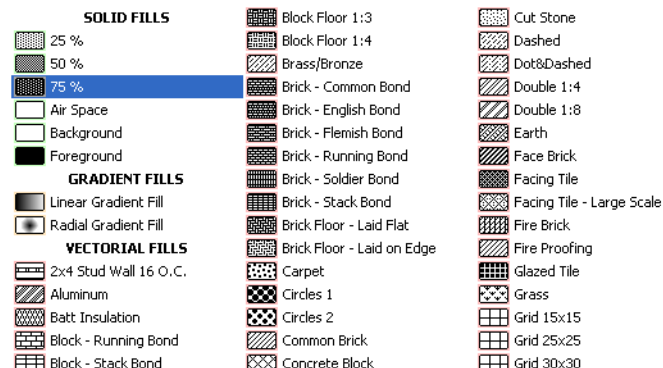 SOLID FILLS
25 %
50 %
75 %
Air Space
Background
Foreground
GRADIENT FILLS
Linear Gradient Fill
Radial Gradient Fill
VECTORIAL FILLS
2x4 Stud Wall 16 O.C.
Aluminum
Batt Insulation
Block - Running Bond
Block - Stack Bond
Block Floor 1:3
Block Floor 1:4
Brass/Bronze
Brick - Common Bond
Brick - English Bond
Brick - Flemish Bond
Brick - Running Bond
Brick - Soldier Bond
Brick - Stack Bond
Brick Floor - Laid Flat
Brick Floor - Laid on Edge
Carpet
Circles 1
Circles 2
Common Brick
Concrete Block
Cut Stone
Dashed
Dot&Dashed
Double 1:4
Double 1:8
Earth
Face Brick
Facing Tile
Facing Tile - Large Scale
Fire Brick
Fire Proofing
Glazed Tile
Grass
Grid 15x15
Grid 25x25
Grid 30x30